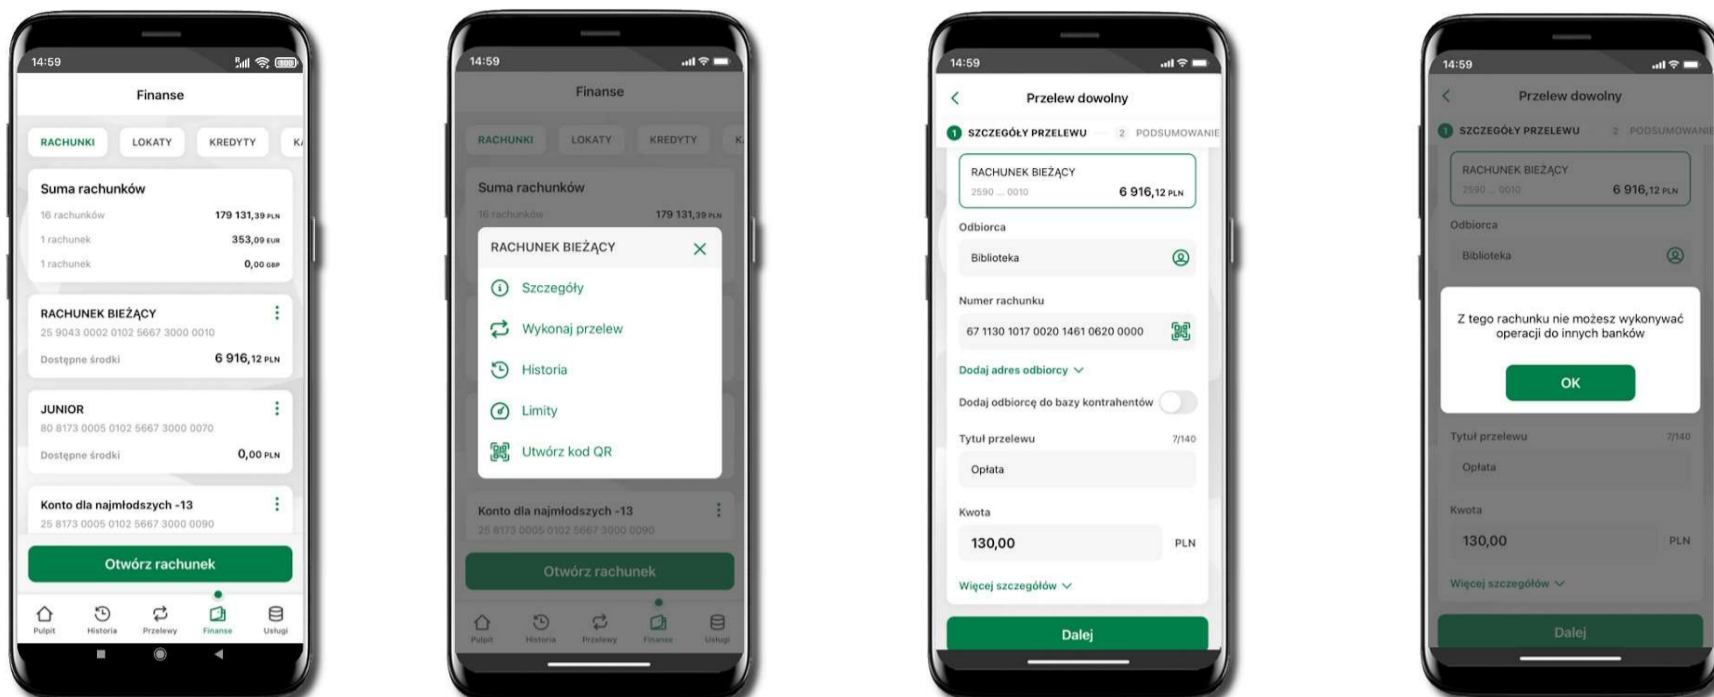 14:59
Finanse
RACHUNKI LOKATY KREDYTY
Suma rachunków
16 rachunków 179 131,39 PLN
1 rachunek 353,09 EUR
1 rachunek 0,00 GBP
RACHUNEK BIEŻĄCY
25 9043 0002 0102 5667 3000 0010
Dostępne środki 6 916,12 PLN
JUNIOR
80 8173 0005 0102 5667 3000 0070
Dostępne środki 0,00 PLN
Konto dla najmłodszych -13
25 8173 0005 0102 5667 3000 0090
Otwórz rachunek
Pulpit Historia Przelewy Finanse Usługi
14:59
Finanse
RACHUNKI LOKATY KREDYTY
Suma rachunków
16 rachunków 179 131,39 PLN
RACHUNEK BIEŻĄCY
Szczegóły
Wykonaj przelew
Historia
Limity
Utwórz kod QR
Konto dla najmłodszych -13
25 8173 0005 0102 5667 3000 0090
Otwórz rachunek
Pulpit Historia Przelewy Finanse Usługi
14:59
Przelew dowolny
1 SZCZEGÓŁY PRZELEWU 2 PODSUMOWANIE
RACHUNEK BIEŻĄCY
2590 ... 0010 6 916,12 PLN
Odbiorca
Biblioteka
Numer rachunku
67 1130 1017 0020 1461 0620 0000
Dodaj adres odbiorcy
Dodaj odbiorcę do bazy kontrahentów
Tytuł przelewu 7/140
Opłata
Kwota
130,00 PLN
Więcej szczegółów
Dalej
14:59
Przelew dowolny
1 SZCZEGÓŁY PRZELEWU 2 PODSUMOWANIE
RACHUNEK BIEŻĄCY
2590 ... 0010 6 916,12 PLN
Odbiorca
Biblioteka
Z tego rachunku nie możesz wykonywać
operacji do innych banków
OK
Tytuł przelewu 7/140
Opłata
Kwota
130,00 PLN
Więcej szczegółów
Dalej